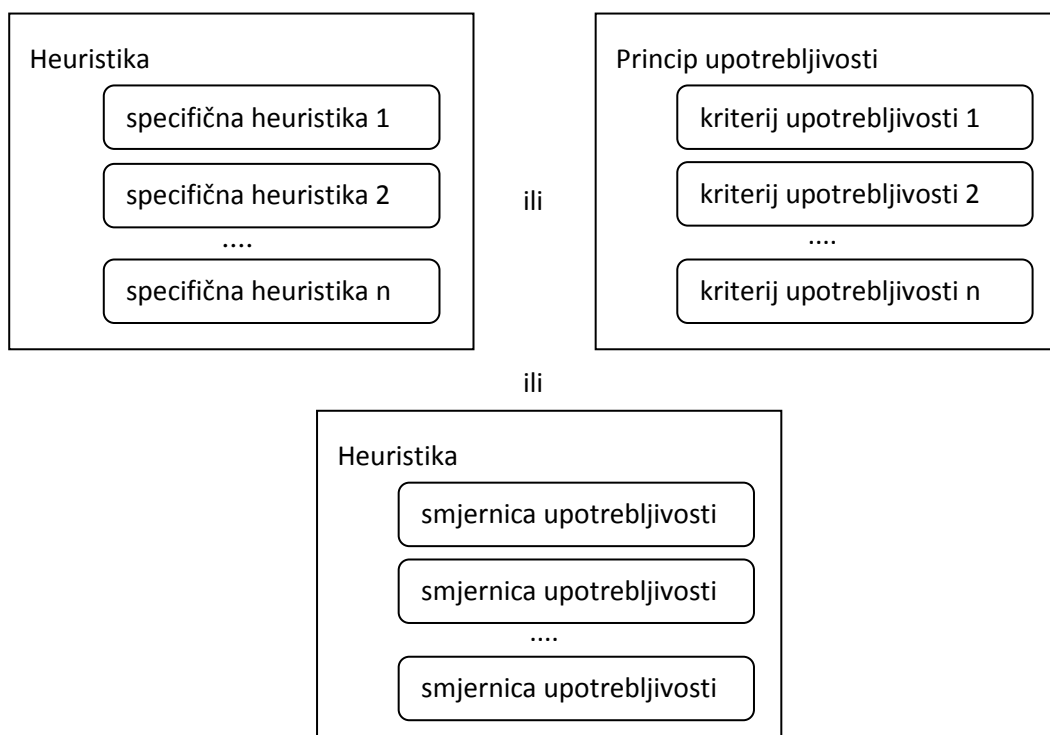 Heuristika
specifična heuristika 1
specifična heuristika 2
....
specifična heuristika n
ili
Princip upotrebljivosti
kriterij upotrebljivosti 1
kriterij upotrebljivosti 2
....
kriterij upotrebljivosti n
ili
Heuristika
smjernica upotrebljivosti
smjernica upotrebljivosti
....
smjernica upotrebljivosti